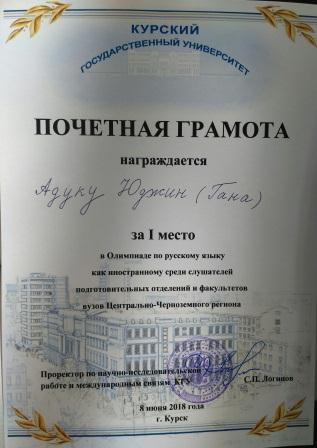 КУРСКИЙ
ГОСУДАРСТВЕННЫЙ УНИВЕРСИТЕТ
ПОЧЕТНАЯ ГРАМОТА
награждается
Адуку Юджин (Гана)
за I место
в Олимпиаде по русскому языку
как иностранному среди слушателей
подготовительных отделений и факультетов
вузов Центрально-Черноземного региона
Проректор по научно-исследовательской
работе и международным связям КГУ
С.П. Логинов
8 июня 2018 года
г. Курск